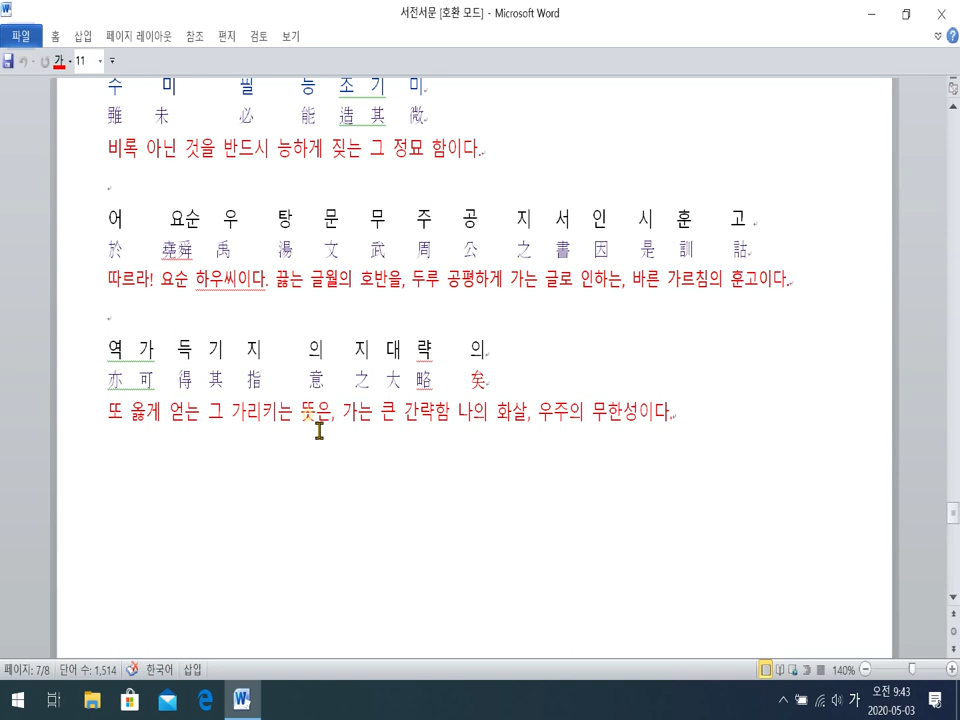 서전서문 [호환 모드] - Microsoft Word
파일 홈 삽입 페이지 레이아웃 참조 편지 검토 보기
가 11
수 미 필 능 조 기 미
雖 未 必 能 造 其 微
비록 아닌 것을 반드시 능하게 짖는 그 정묘 함이다.
어 요순 우 탕 문 무 주 공 지 서 인 시 훈 고
於 堯舜 禹 湯 文 武 周 公 之 書 因 是 訓 詁
따르라! 요순 하우씨이다. 끓는 글월의 호반을, 두루 공평하게 가는 글로 인하는, 바른 가르침의 훈고이다.
역 가 득 기 지 의 지 대 략 의
亦 可 得 其 指 意 之 大 略 矣
또 옳게 얻는 그 가리키는 뜻은, 가는 큰 간략함 나의 화살, 우주의 무한성이다.
페이지: 7/8 단어 수: 1,514 한국어 삽입 140%
가 오전 9:43
2020-05-03